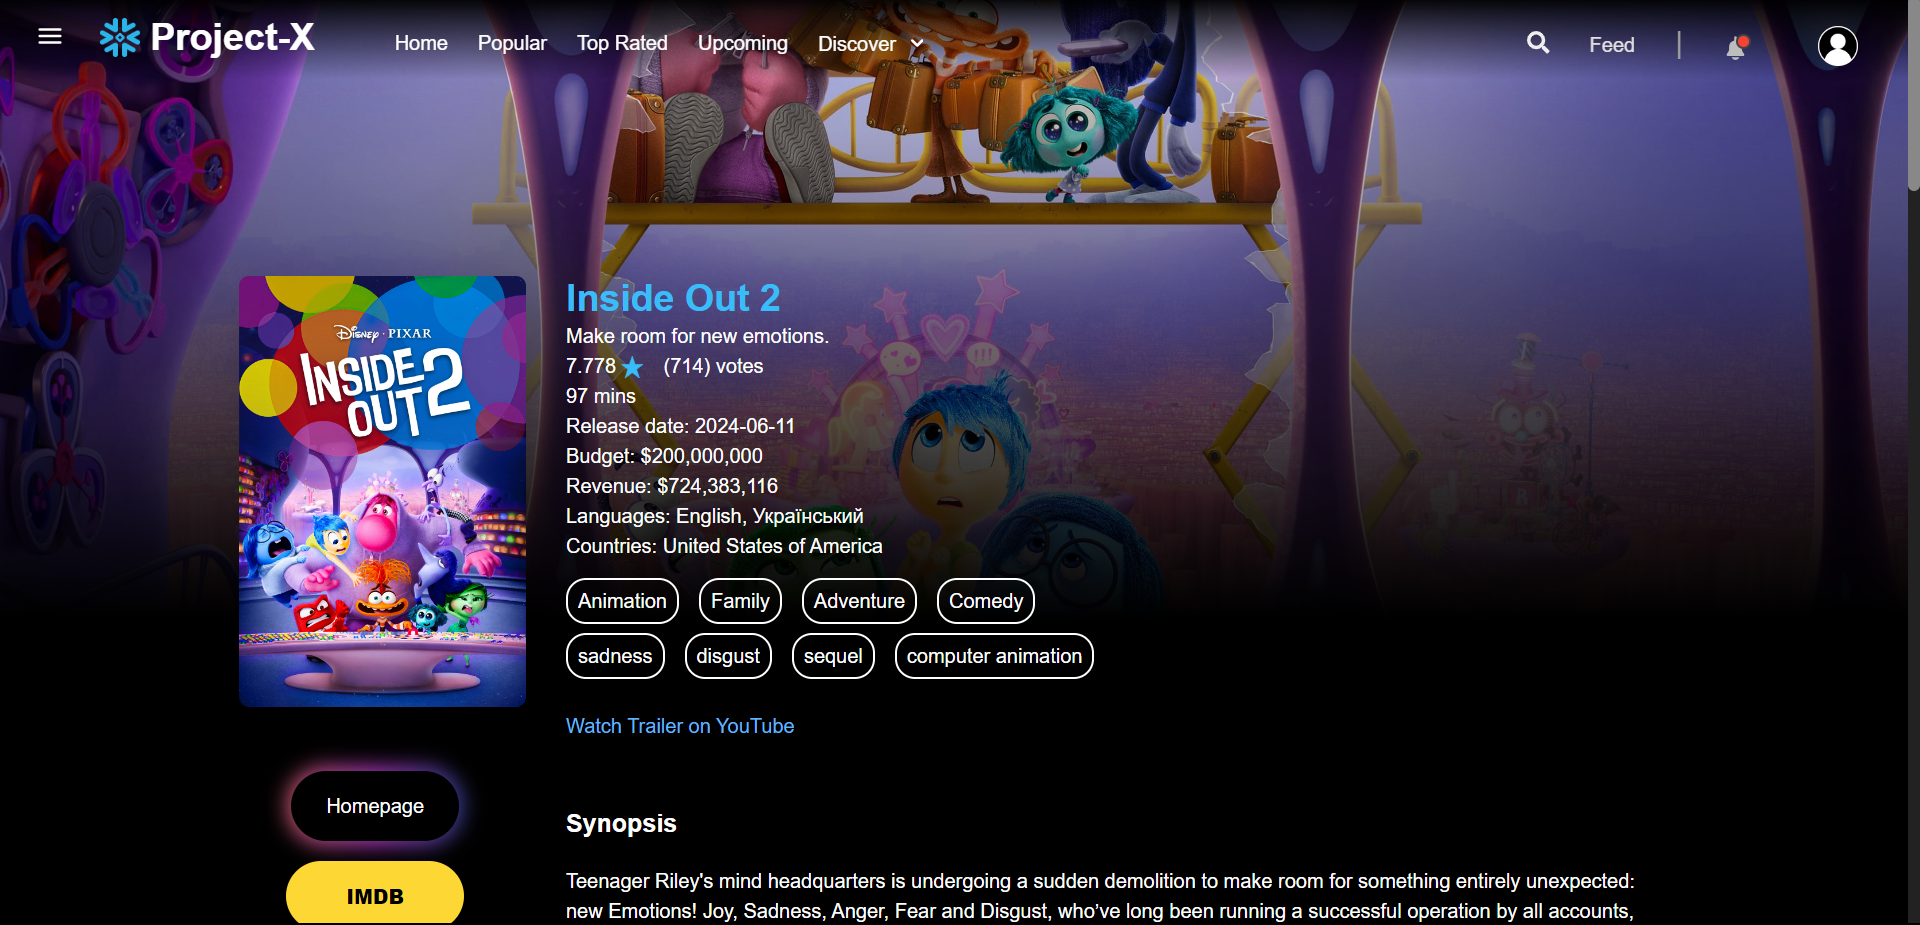 Project-X
Home Popular Top Rated Upcoming Discover
Feed
Disney · PIXAR
INSIDE
OUT 2
Inside Out 2
Make room for new emotions.
7.778 (714) votes
97 mins
Release date: 2024-06-11
Budget: $200,000,000
Revenue: $724,383,116
Languages: English, Український
Countries: United States of America
Animation Family Adventure Comedy
sadness disgust sequel computer animation
Watch Trailer on YouTube
Homepage
IMDB
Synopsis
Teenager Riley's mind headquarters is undergoing a sudden demolition to make room for something entirely unexpected:
new Emotions! Joy, Sadness, Anger, Fear and Disgust, who’ve long been running a successful operation by all accounts,